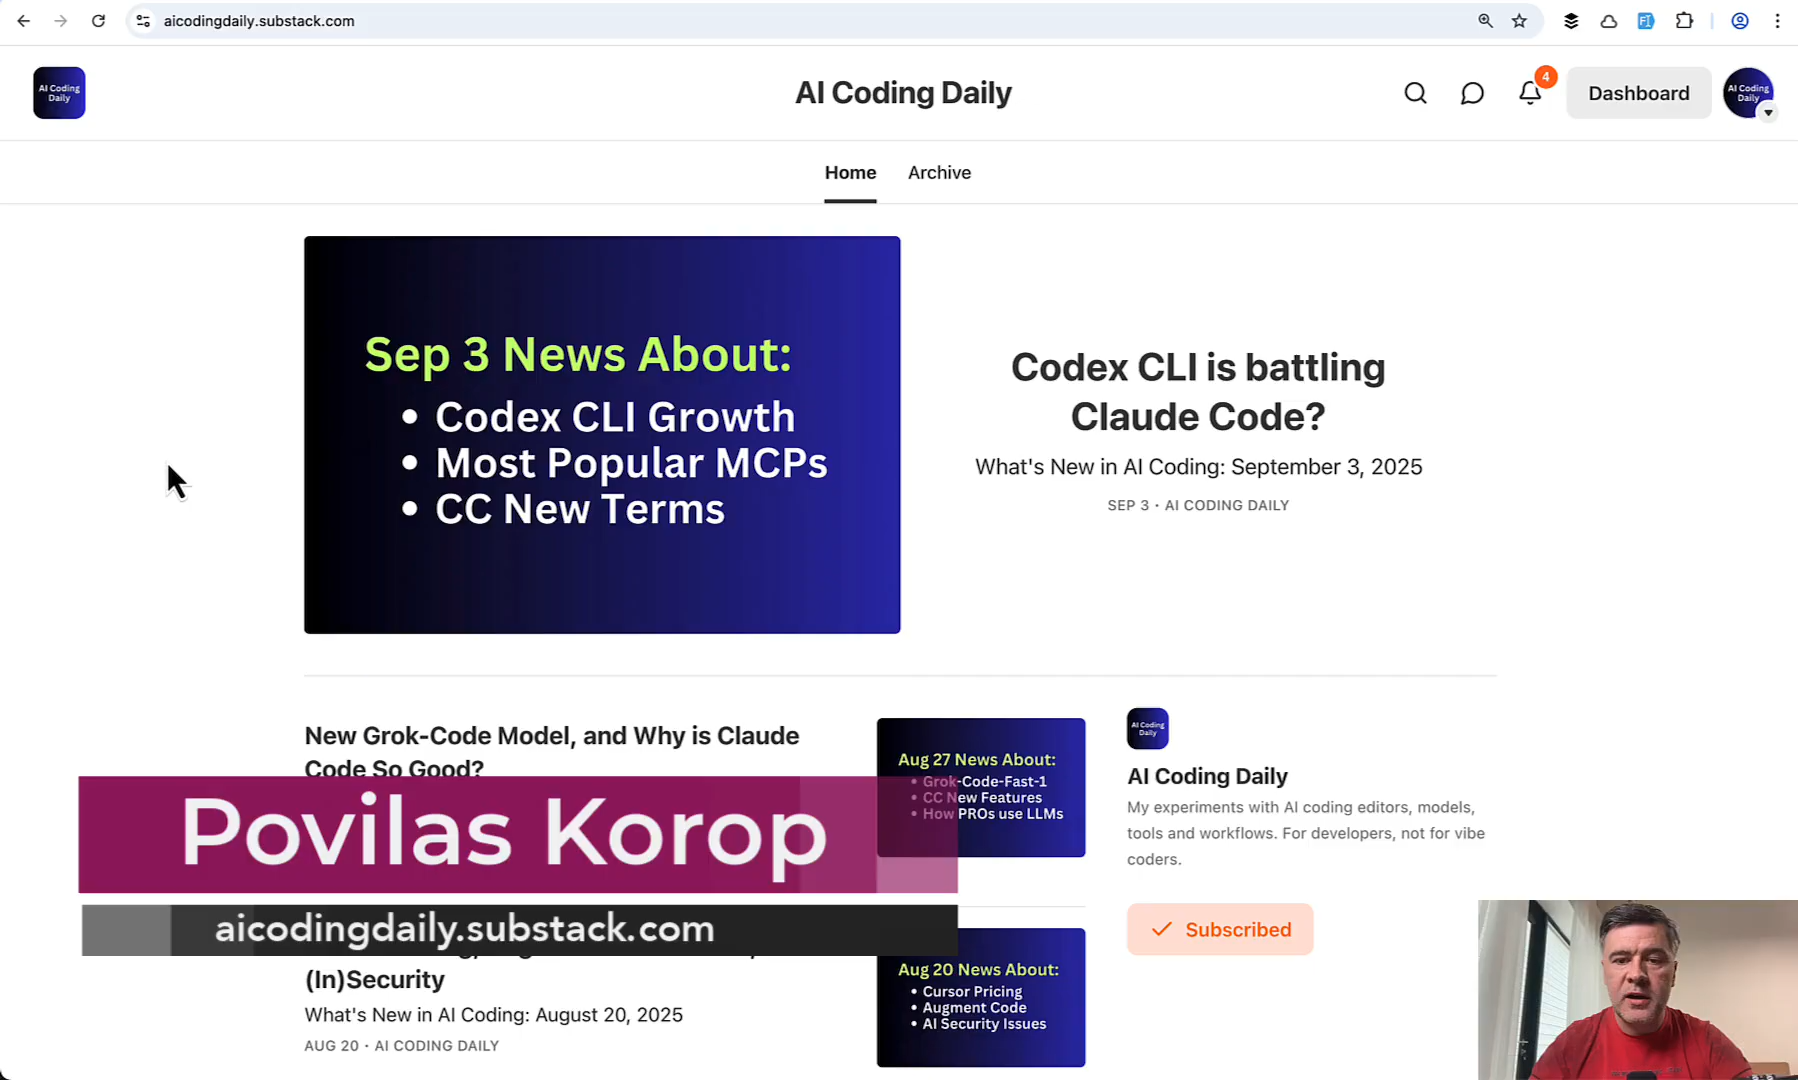 aicodingdaily.substack.com
AI Coding
Daily
AI Coding Daily
4
Dashboard
AI Coding
Daily
Home
Archive
Sep 3 News About:
• Codex CLI Growth
• Most Popular MCPs
• CC New Terms
Codex CLI is battling
Claude Code?
What's New in AI Coding: September 3, 2025
SEP 3 • AI CODING DAILY
New Grok-Code Model, and Why is Claude
Code So Good?
Aug 27 News About:
• Grok-Code-Fast-1
• CC New Features
• How PROs use LLMs
Povilas Korop
aicodingdaily.substack.com
(In)Security
What's New in AI Coding: August 20, 2025
AUG 20 • AI CODING DAILY
Aug 20 News About:
• Cursor Pricing
• Augment Code
• AI Security Issues
AI Coding
Daily
AI Coding Daily
My experiments with AI coding editors, models,
tools and workflows. For developers, not for vibe
coders.
Subscribed